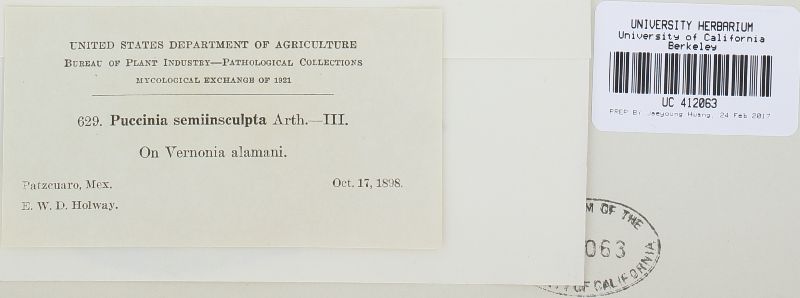 UNITED STATES DEPARTMENT OF AGRICULTURE
BUREAU OF PLANT INDUSTRY—PATHOLOGICAL COLLECTIONS
MYCOLOGICAL EXCHANGE OF 1921
629. Puccinia semiinsculpta Arth.—III.
On Vernonia alamani.
Patzcuaro, Mex. Oct. 17, 1898.
E. W. D. Holway.
UNIVERSITY HERBARIUM
University of California
Berkeley
UC 412063
PREP BY Jaeyoung Huang, 24 Feb 2017
M OF THE
063
OF CALIFORNIA